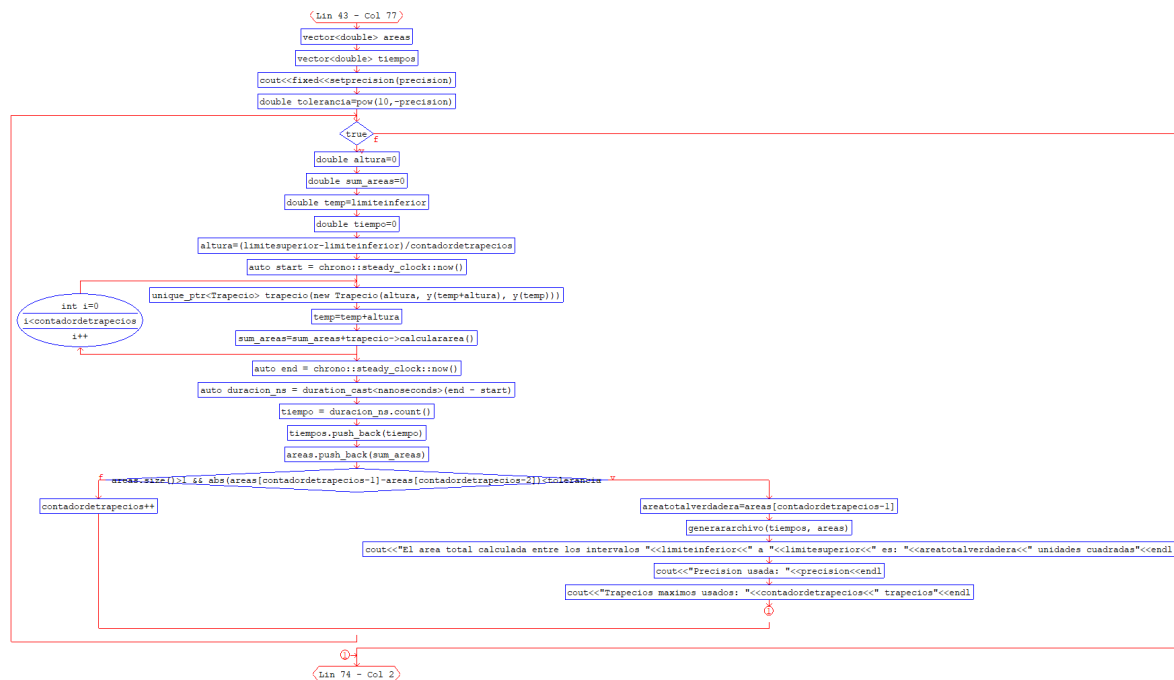 Lin 43 - Col 77
vector<double> areas
vector<double> tiempos
cout<<fixed<<setprecision(precision)
double tolerancia=pow(10,-precision)
true
f
v
double altura=0
double sum_areas=0
double temp=limiteinferior
double tiempo=0
altura=(limitesuperior-limiteinferior)/contadordetrapecios
auto start = chrono::steady_clock::now()
int i=0
i<contadordetrapecios
i++
unique_ptr<Trapecio> trapecio(new Trapecio(altura, y(temp+altura), y(temp)))
temp=temp+altura
sum_areas=sum_areas+trapecio->calculararea()
auto end = chrono::steady_clock::now()
auto duracion_ns = duration_cast<nanoseconds>(end - start)
tiempo = duracion_ns.count()
tiempos.push_back(tiempo)
areas.push_back(sum_areas)
f
areas.size()>1 && abs(areas[contadordetrapecios-1]-areas[contadordetrapecios-2])<tolerancia
v
contadordetrapecios++
areatotalverdadera=areas[contadordetrapecios-1]
generararchivo(tiempos, areas)
cout<<"El area total calculada entre los intervalos "<<limiteinferior<<" a "<<limitesuperior<<" es: "<<areatotalverdadera<<" unidades cuadradas"<<endl
cout<<"Precision usada: "<<precision<<endl
cout<<"Trapecios maximos usados: "<<contadordetrapecios<<" trapecios"<<endl
1
1
Lin 74 - Col 2